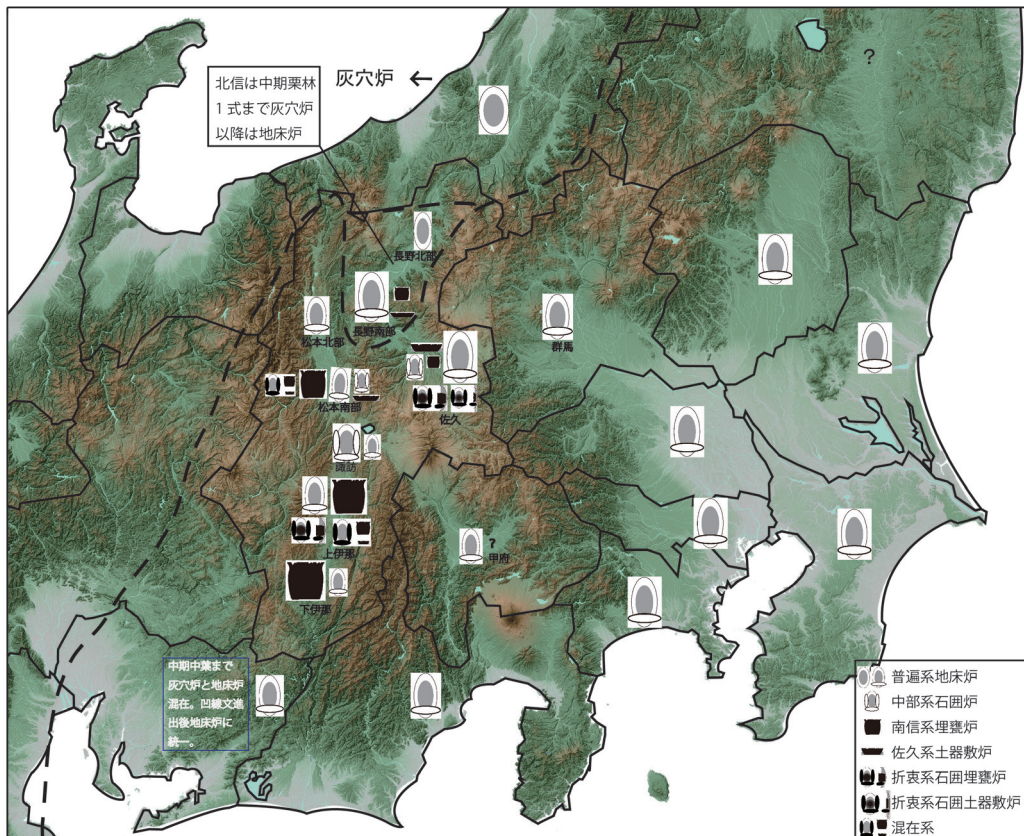 北信は中期栗林
1 式まで灰穴炉
以降は地床炉
灰穴炉 ←
?
長野北部
長野南部
松本北部
群馬
松本南部
佐久
諏訪
上伊那
?
甲府
下伊那
中期中葉まで
灰穴炉と地床炉
混在。凹線文進
出後地床炉に
統一。
普遍系地床炉
中部系石囲炉
南信系埋甕炉
佐久系土器敷炉
折衷系石囲埋甕炉
折衷系石囲土器敷炉
混在系